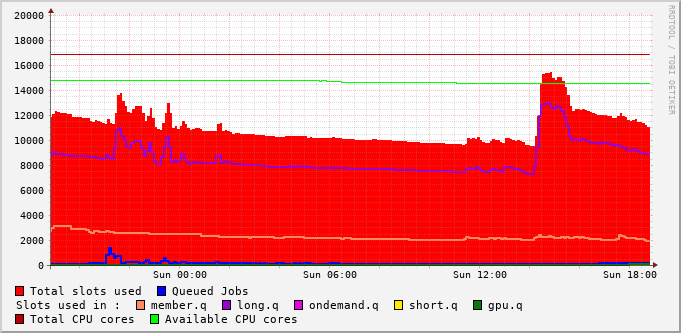 20000
18000
16000
14000
12000
10000
8000
6000
4000
2000
0
Sun 00:00 Sun 06:00 Sun 12:00 Sun 18:00
RRDTOOL / TOBI OETIKER
Total slots used Queued Jobs
Slots used in : member.q long.q ondemand.q short.q gpu.q
Total CPU cores Available CPU cores